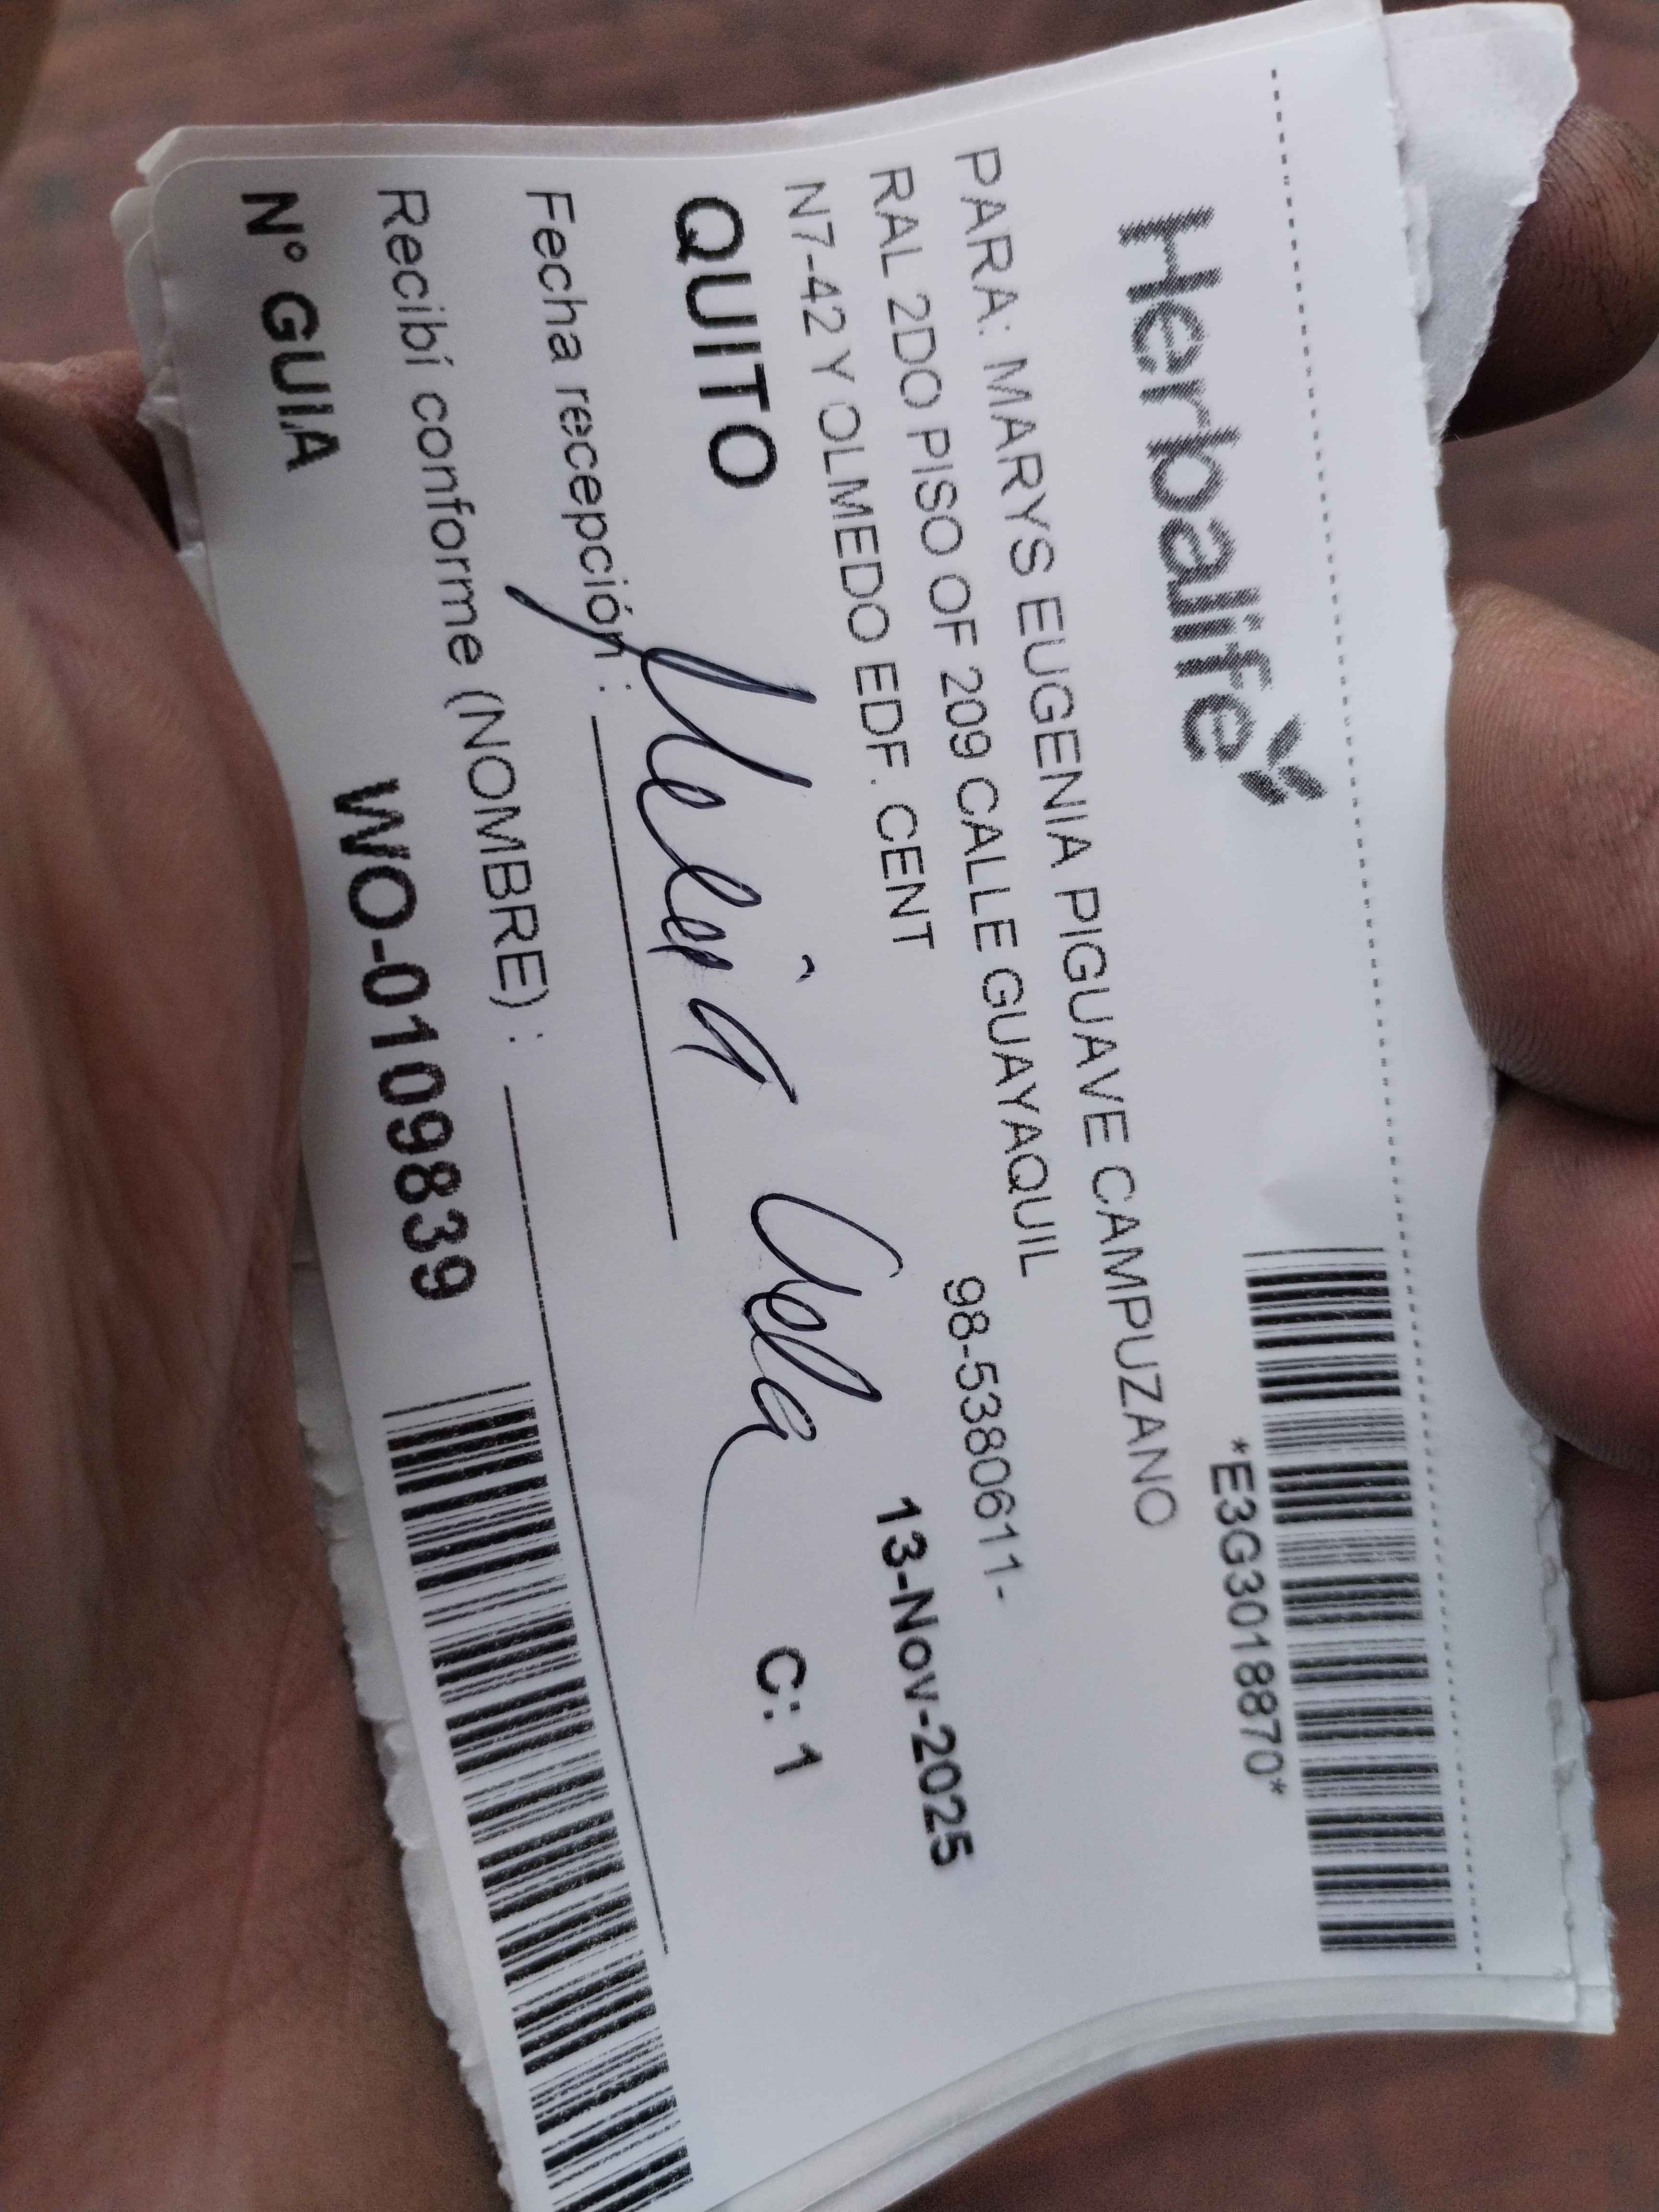 Herbalife
*E3G3018870*
PARA: MARYS EUGENIA PIGUAVE CAMPUZANO
RAL 2DO PISO OF 209 CALLE GUAYAQUIL
98-5380611-
N7-42 Y OLMEDO EDF. CENT
13-Nov-2025
QUITO
C: 1
Fecha recepción :
Recibí conforme (NOMBRE) :
N° GUIA WO-0109839